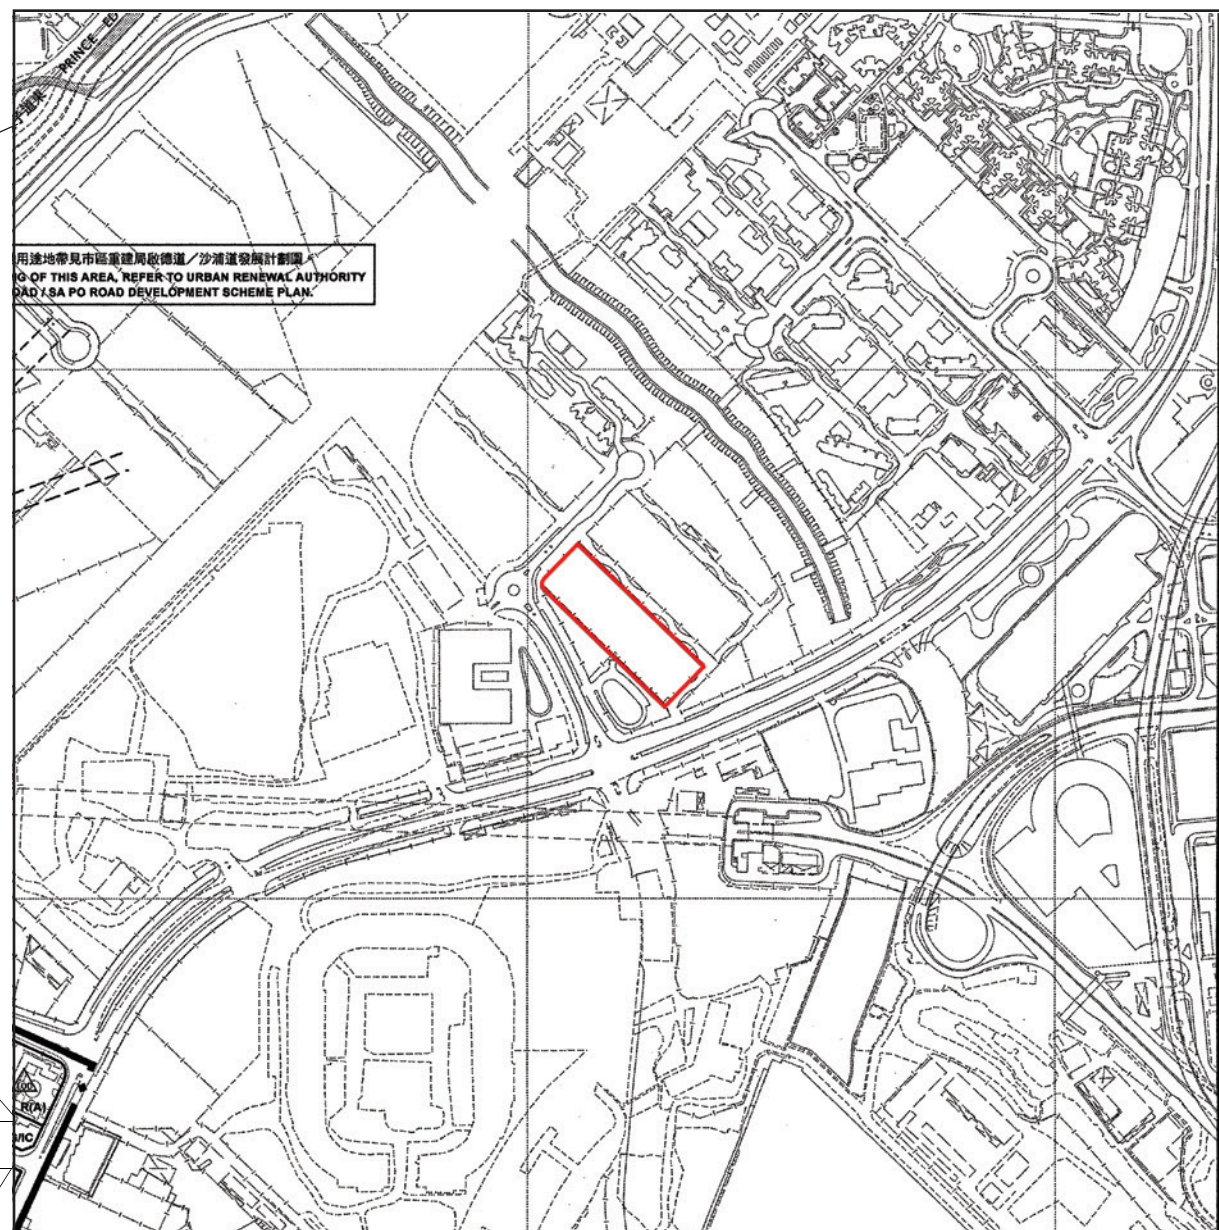 PRINCE ED
用途地帶見市區重建局啟德道／沙浦道發展計劃圖。
G OF THIS AREA, REFER TO URBAN RENEWAL AUTHORITY
OAD / SA PO ROAD DEVELOPMENT SCHEME PLAN.
100
R(A)
/IC